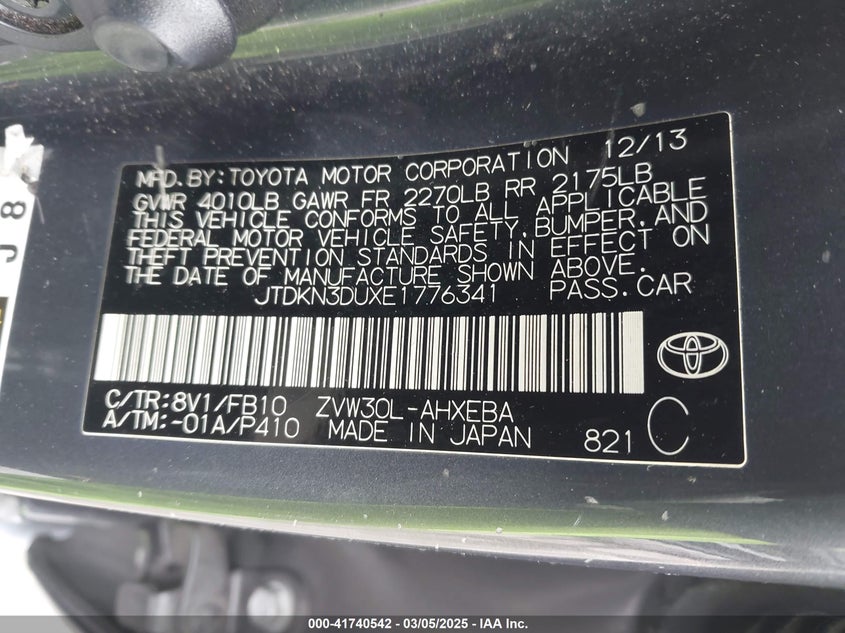 J 8
MFD.BY:TOYOTA MOTOR CORPORATION 12/13
GVWR 4010LB GAWR FR 2270LB RR 2175LB
THIS VEHICLE CONFORMS TO ALL APPLICABLE
FEDERAL MOTOR VEHICLE SAFETY,BUMPER,AND
THEFT PREVENTION STANDARDS IN EFFECT ON
THE DATE OF MANUFACTURE SHOWN ABOVE.
JTDKN3DUXE1776341 PASS.CAR
C/TR:8V1/FB10 ZVW30L-AHXEBA
A/TM:-01A/P410 MADE IN JAPAN 821 C
000-41740542 - 03/05/2025 - IAA Inc.